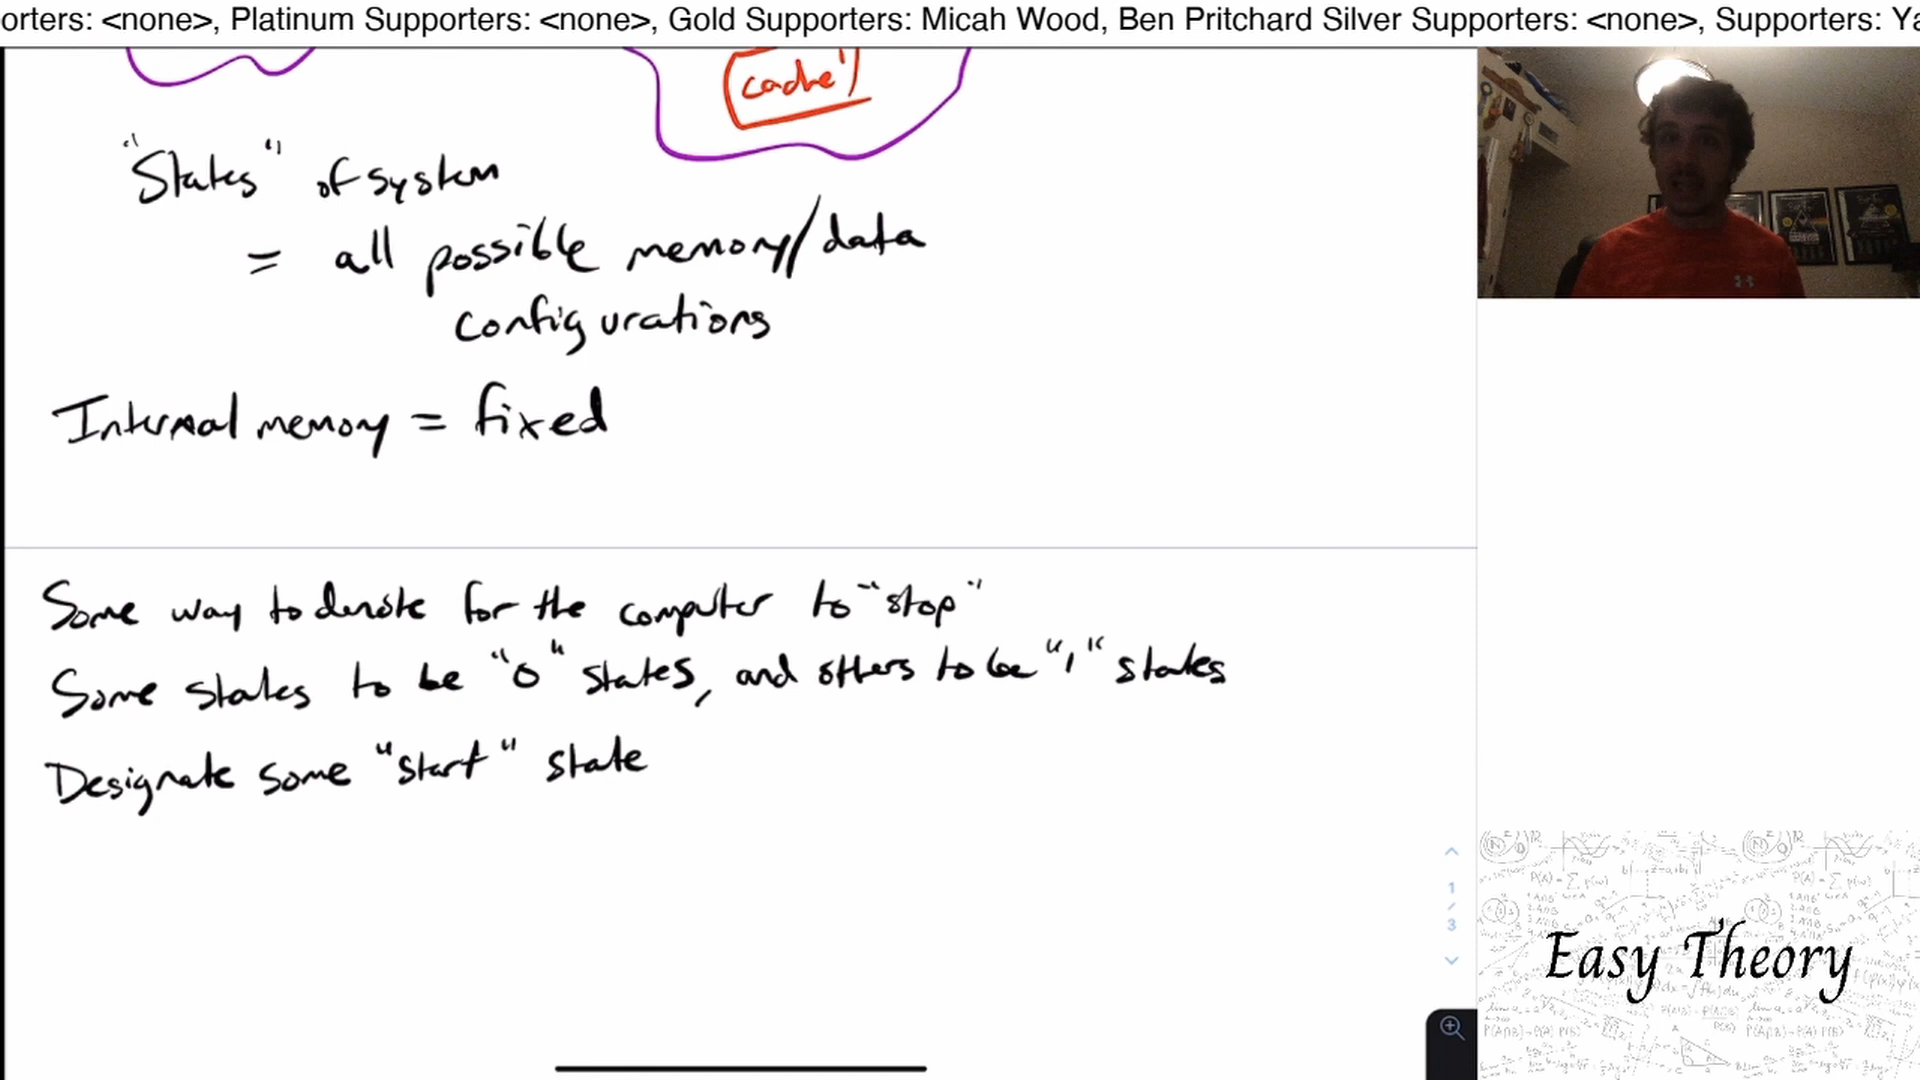 orters: <none>, Platinum Supporters: <none>, Gold Supporters: Micah Wood, Ben Pritchard Silver Supporters: <none>, Supporters: Ya
cache
"States" of system
= all possible memory/data
configurations
Internal memory = fixed
Some way to denote for the computer to "stop"
Some states to be "0" states, and others to be "1" states
Designate some "start" state
1
/
3
Easy Theory